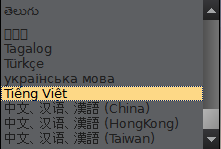 తెలుగు
Tagalog
Türkçe
українська мова
Tiếng Việt
中文、汉语、漢語 (China)
中文、汉语、漢語 (HongKong)
中文、汉语、漢語 (Taiwan)